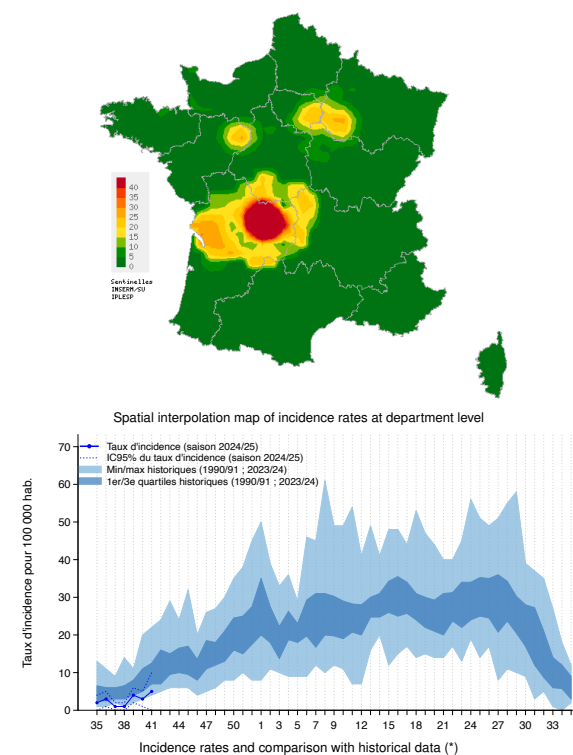 40
35
30
25
20
15
10
5
0
Sentinelles
INSERM/SU
IPLESP
Spatial interpolation map of incidence rates at department level
Taux d'incidence (saison 2024/25)
IC95% du taux d'incidence (saison 2024/25)
Min/max historiques (1990/91 ; 2023/24)
1er/3e quartiles historiques (1990/91 ; 2023/24)
Taux d'incidence pour 100 000 hab.
70
60
50
40
30
20
10
0
35 38 41 44 47 50 1 3 5 7 9 12 15 18 21 24 27 30 33
Incidence rates and comparison with historical data (*)